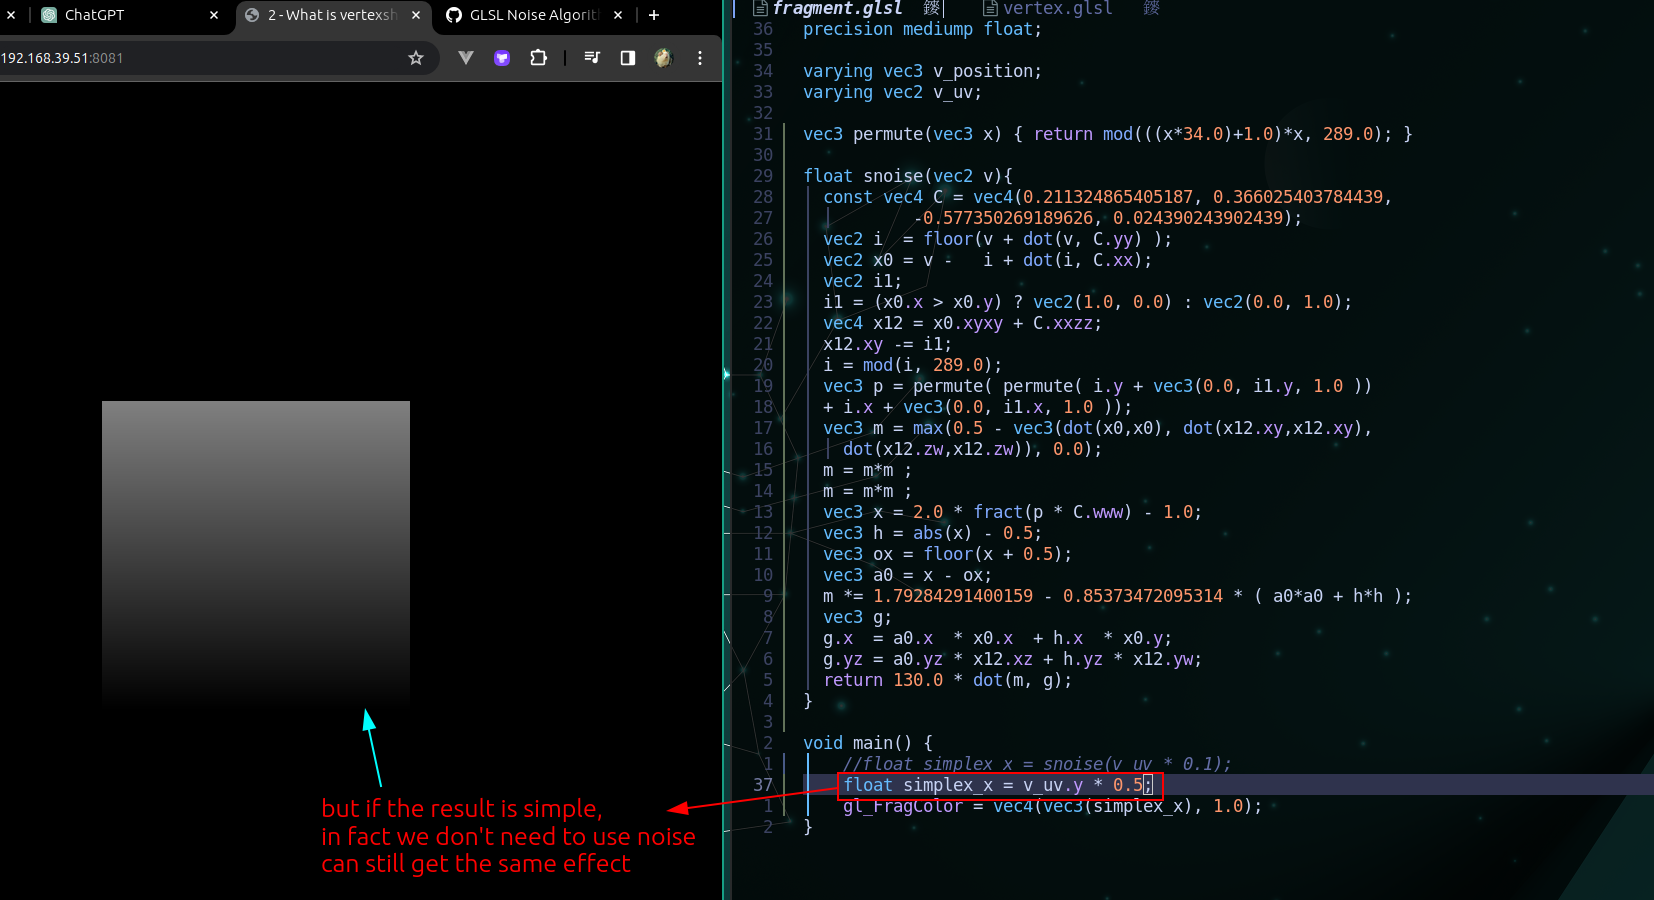 ChatGPT
2 - What is vertexsh
GLSL Noise Algorit
192.168.39.51:8081
but if the result is simple,
in fact we don't need to use noise
can still get the same effect
fragment.glsl
vertex.glsl
36 precision mediump float;
35
34 varying vec3 v_position;
33 varying vec2 v_uv;
32
31 vec3 permute(vec3 x) { return mod(((x*34.0)+1.0)*x, 289.0); }
30
29 float snoise(vec2 v){
28 const vec4 C = vec4(0.211324865405187, 0.366025403784439,
27 -0.577350269189626, 0.024390243902439);
26 vec2 i  = floor(v + dot(v, C.yy) );
25 vec2 x0 = v -   i + dot(i, C.xx);
24 vec2 i1;
23 i1 = (x0.x > x0.y) ? vec2(1.0, 0.0) : vec2(0.0, 1.0);
22 vec4 x12 = x0.xyxy + C.xxzz;
21 x12.xy -= i1;
20 i = mod(i, 289.0);
19 vec3 p = permute( permute( i.y + vec3(0.0, i1.y, 1.0 ))
18 + i.x + vec3(0.0, i1.x, 1.0 ));
17 vec3 m = max(0.5 - vec3(dot(x0,x0), dot(x12.xy,x12.xy),
16 dot(x12.zw,x12.zw)), 0.0);
15 m = m*m ;
14 m = m*m ;
13 vec3 x = 2.0 * fract(p * C.www) - 1.0;
12 vec3 h = abs(x) - 0.5;
11 vec3 ox = floor(x + 0.5);
10 vec3 a0 = x - ox;
9 m *= 1.79284291400159 - 0.85373472095314 * ( a0*a0 + h*h );
8 vec3 g;
7 g.x  = a0.x  * x0.x  + h.x  * x0.y;
6 g.yz = a0.yz * x12.xz + h.yz * x12.yw;
5 return 130.0 * dot(m, g);
4 }
3
2 void main() {
1 //float simplex_x = snoise(v_uv * 0.1);
37 float simplex_x = v_uv.y * 0.5;
1 gl_FragColor = vec4(vec3(simplex_x), 1.0);
2 }